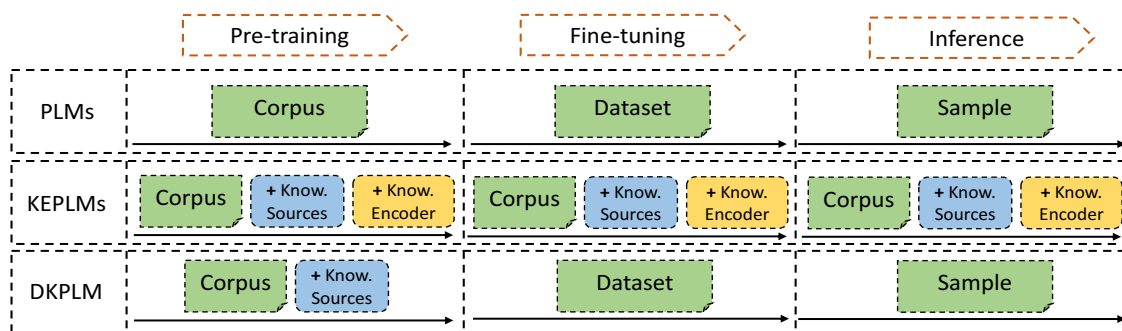 Pre-training
Fine-tuning
Inference
PLMs
Corpus
Dataset
Sample
KEPLMs
Corpus
+ Know.
Sources
+ Know.
Encoder
Corpus
+ Know.
Sources
+ Know.
Encoder
Corpus
+ Know.
Sources
+ Know.
Encoder
DKPLM
Corpus
+ Know.
Sources
Dataset
Sample